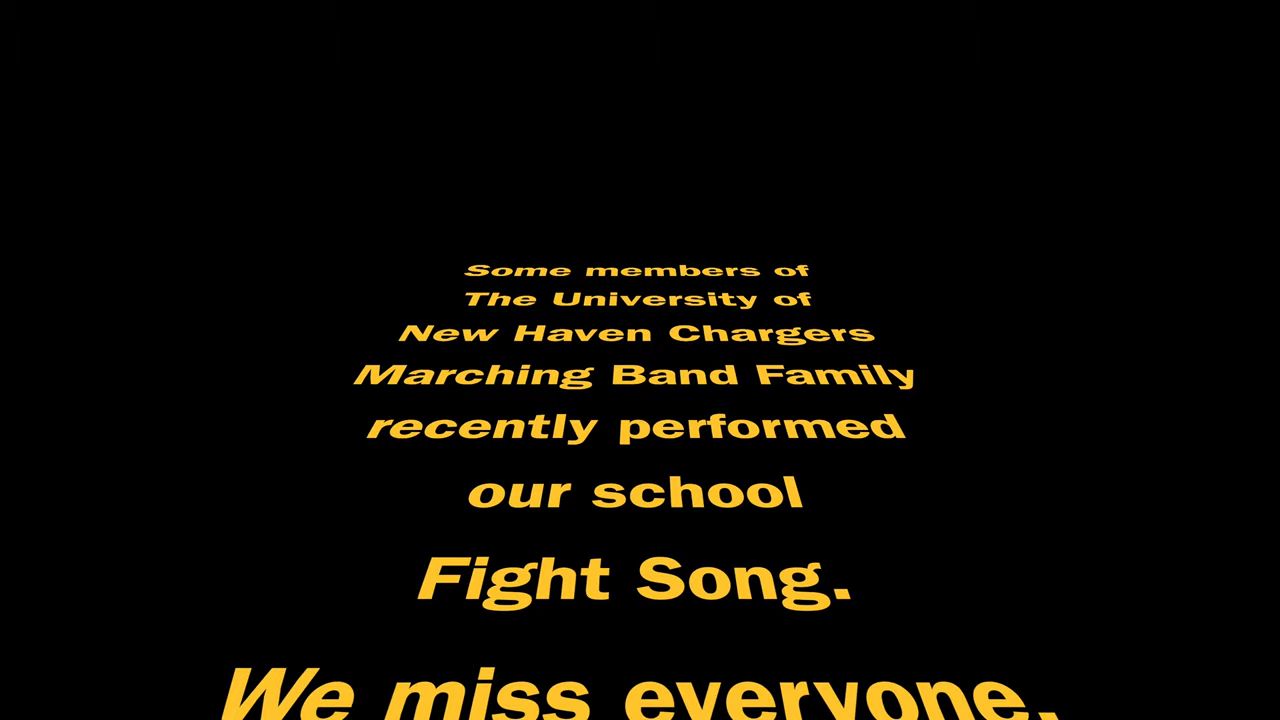 Some members of
The University of
New Haven Chargers
Marching Band Family
recently performed
our school
Fight Song.
We miss everyone.